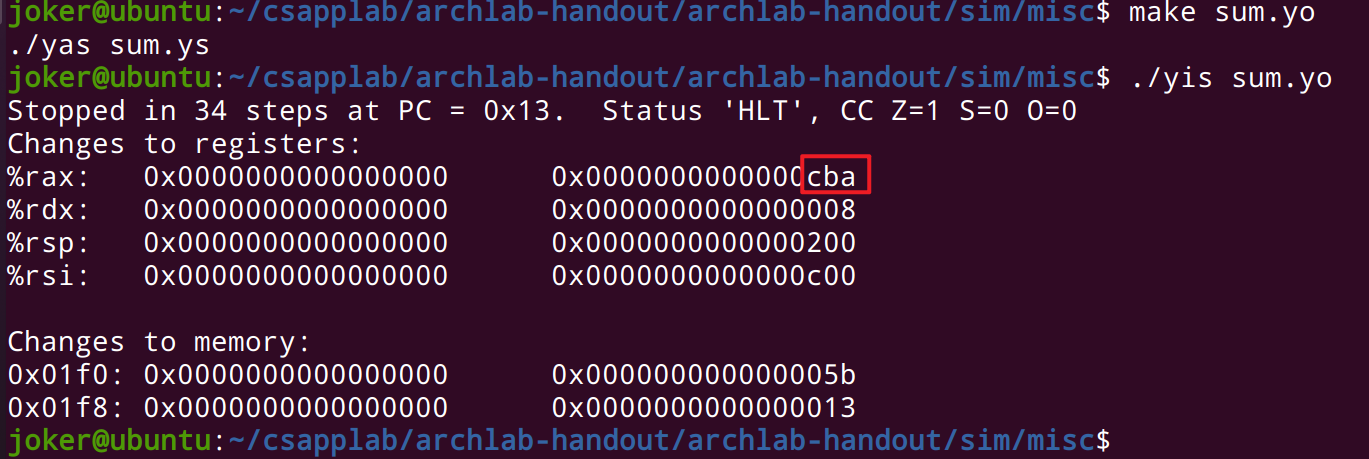 joker@ubuntu:~/csapplab/archlab-handout/archlab-handout/sim/misc$ make sum.yo
./yas sum.ys
joker@ubuntu:~/csapplab/archlab-handout/archlab-handout/sim/misc$ ./yis sum.yo
Stopped in 34 steps at PC = 0x13.  Status 'HLT', CC Z=1 S=0 O=0
Changes to registers:
%rax:   0x0000000000000000      0x0000000000000cba
%rdx:   0x0000000000000000      0x0000000000000008
%rsp:   0x0000000000000000      0x0000000000000200
%rsi:   0x0000000000000000      0x0000000000000c00
Changes to memory:
0x01f0: 0x0000000000000000      0x000000000000005b
0x01f8: 0x0000000000000000      0x0000000000000013
joker@ubuntu:~/csapplab/archlab-handout/archlab-handout/sim/misc$